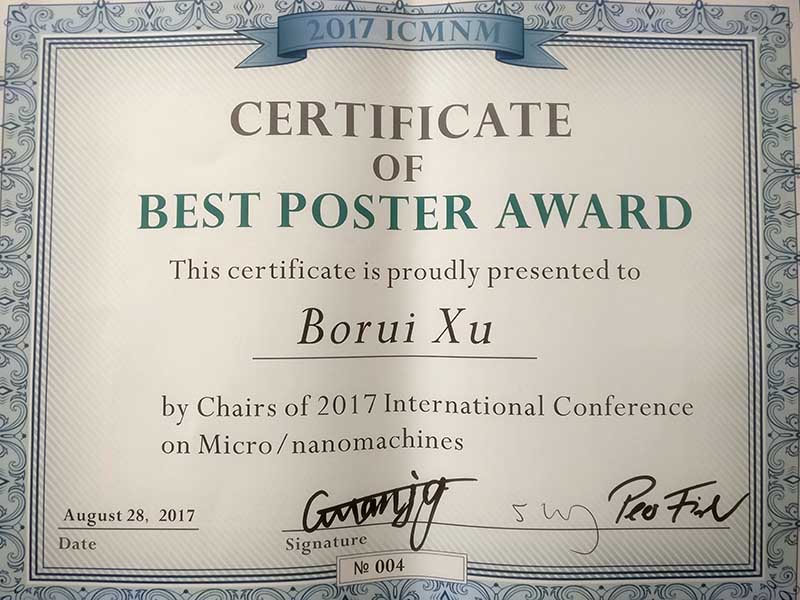 2017 ICMNM
CERTIFICATE
OF
BEST POSTER AWARD
This certificate is proudly presented to
Borui Xu
by Chairs of 2017 International Conference
on Micro/nanomachines
August 28, 2017
Date
Signature
№ 004